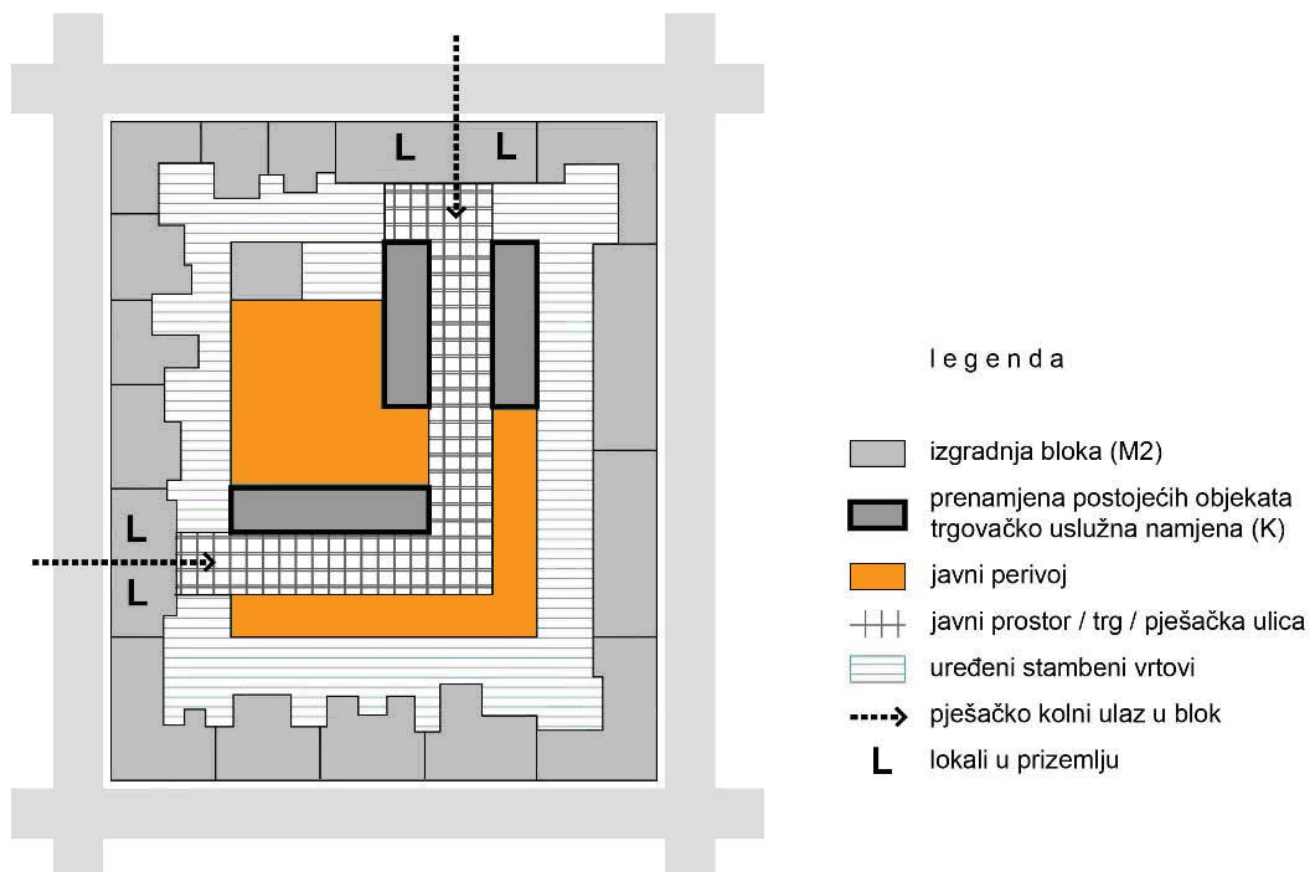 L L
L
L
l e g e n d a
izgradnja bloka (M2)
prenamjena postojećih objekata
trgovačko uslužna namjena (K)
javni perivoj
javni prostor / trg / pješačka ulica
uređeni stambeni vrtovi
pješačko kolni ulaz u blok
L lokali u prizemlju